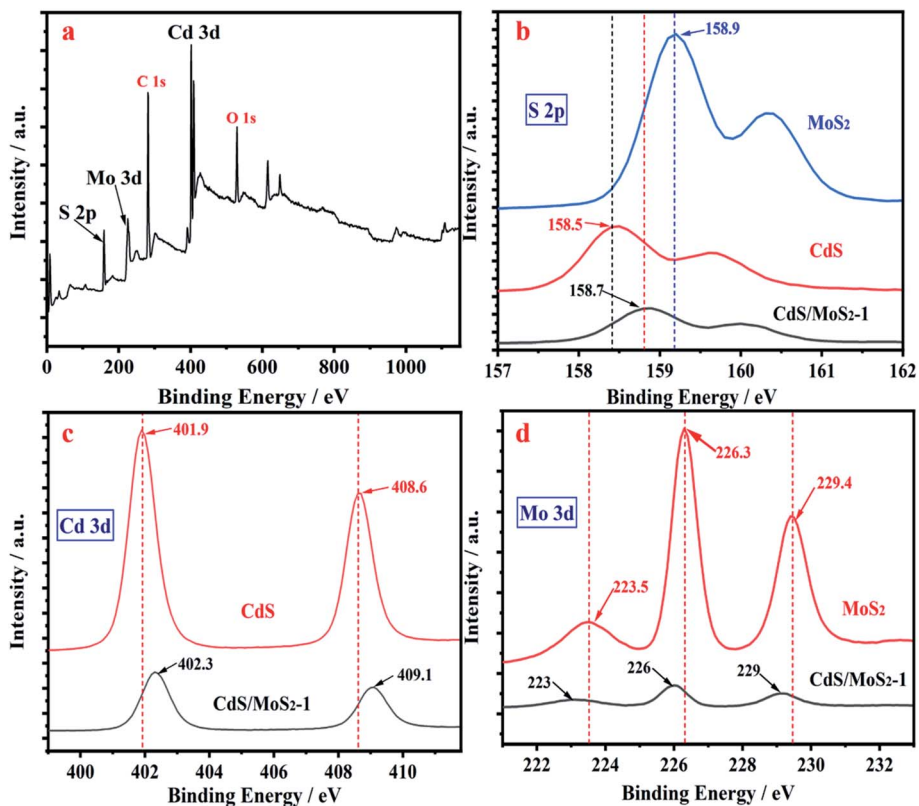 a
Cd 3d
C 1s
O 1s
Mo 3d
S 2p
Intensity / a.u.
0 200 400 600 800 1000
Binding Energy / eV
b
158.9
S 2p
MoS₂
158.5
CdS
158.7
CdS/MoS₂-1
Intensity / a.u.
157 158 159 160 161 162
Binding Energy / eV
c
401.9
408.6
Cd 3d
CdS
402.3
409.1
CdS/MoS₂-1
Intensity / a.u.
400 402 404 406 408 410
Binding Energy / eV
d
226.3
Mo 3d
229.4
223.5
MoS₂
223
226
229
CdS/MoS₂-1
Intensity / a.u.
222 224 226 228 230 232
Binding Energy / eV